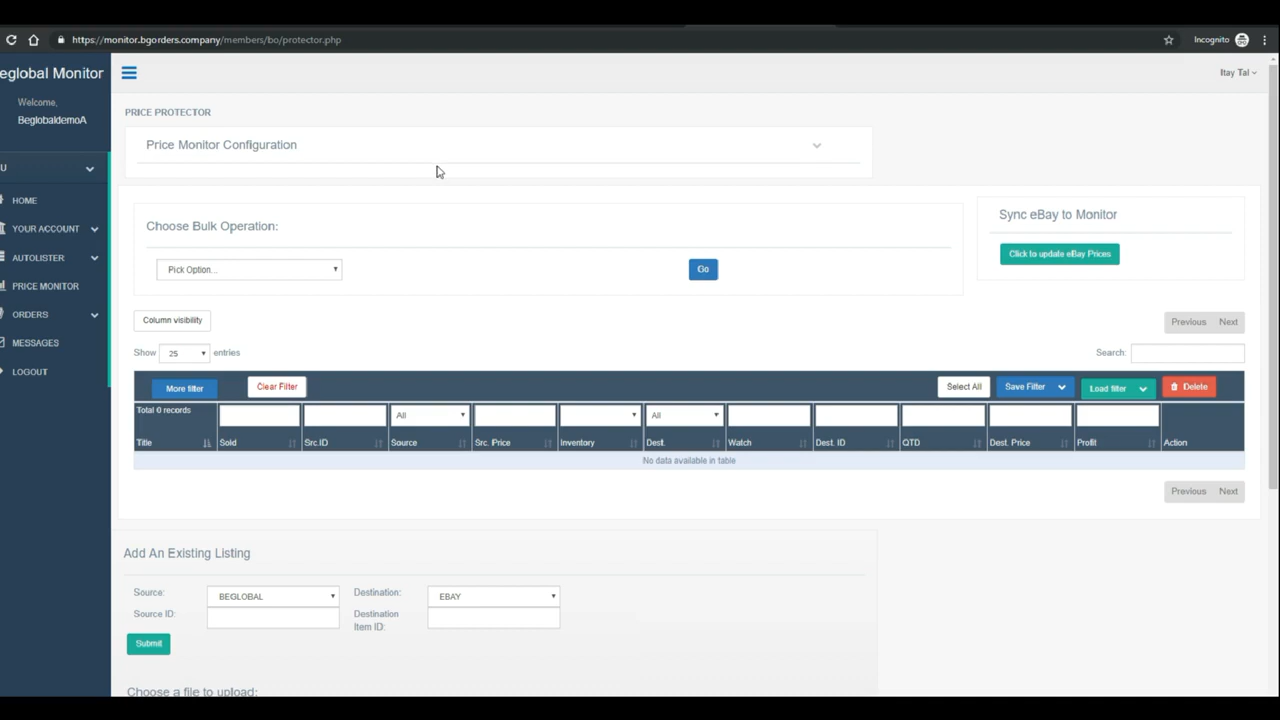 https://monitor.bgorders.company/members/bo/protector.php
Incognito
eglobal Monitor
Itay Tal
Welcome,
BeglobaldemoA
U
HOME
YOUR ACCOUNT
AUTOLISTER
PRICE MONITOR
ORDERS
MESSAGES
LOGOUT
PRICE PROTECTOR
Price Monitor Configuration
Choose Bulk Operation:
Pick Option...
Go
Sync eBay to Monitor
Click to update eBay Prices
Column visibility
Previous Next
Show 25 entries
Search:
More filter
Clear Filter
Select All
Save Filter
Load filter
Delete
Total 0 records
All
All
Title Sold Src.ID Source Src. Price Inventory Dest. Watch Dest. ID QTD Dest. Price Profit Action
No data available in table
Previous Next
Add An Existing Listing
Source: BEGLOBAL Destination: EBAY
Source ID: Destination
Item ID:
Submit
Choose a file to upload: